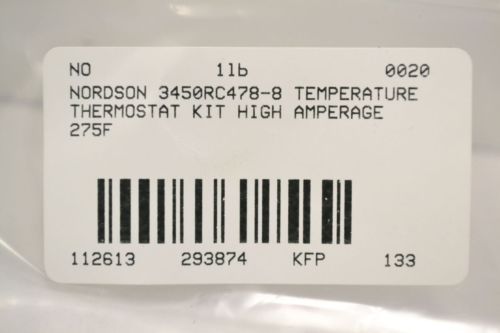 NO 1lb 0020
NORDSON 3450RC478-8 TEMPERATURE
THERMOSTAT KIT HIGH AMPERAGE
275F
112613 293874 KFP 133